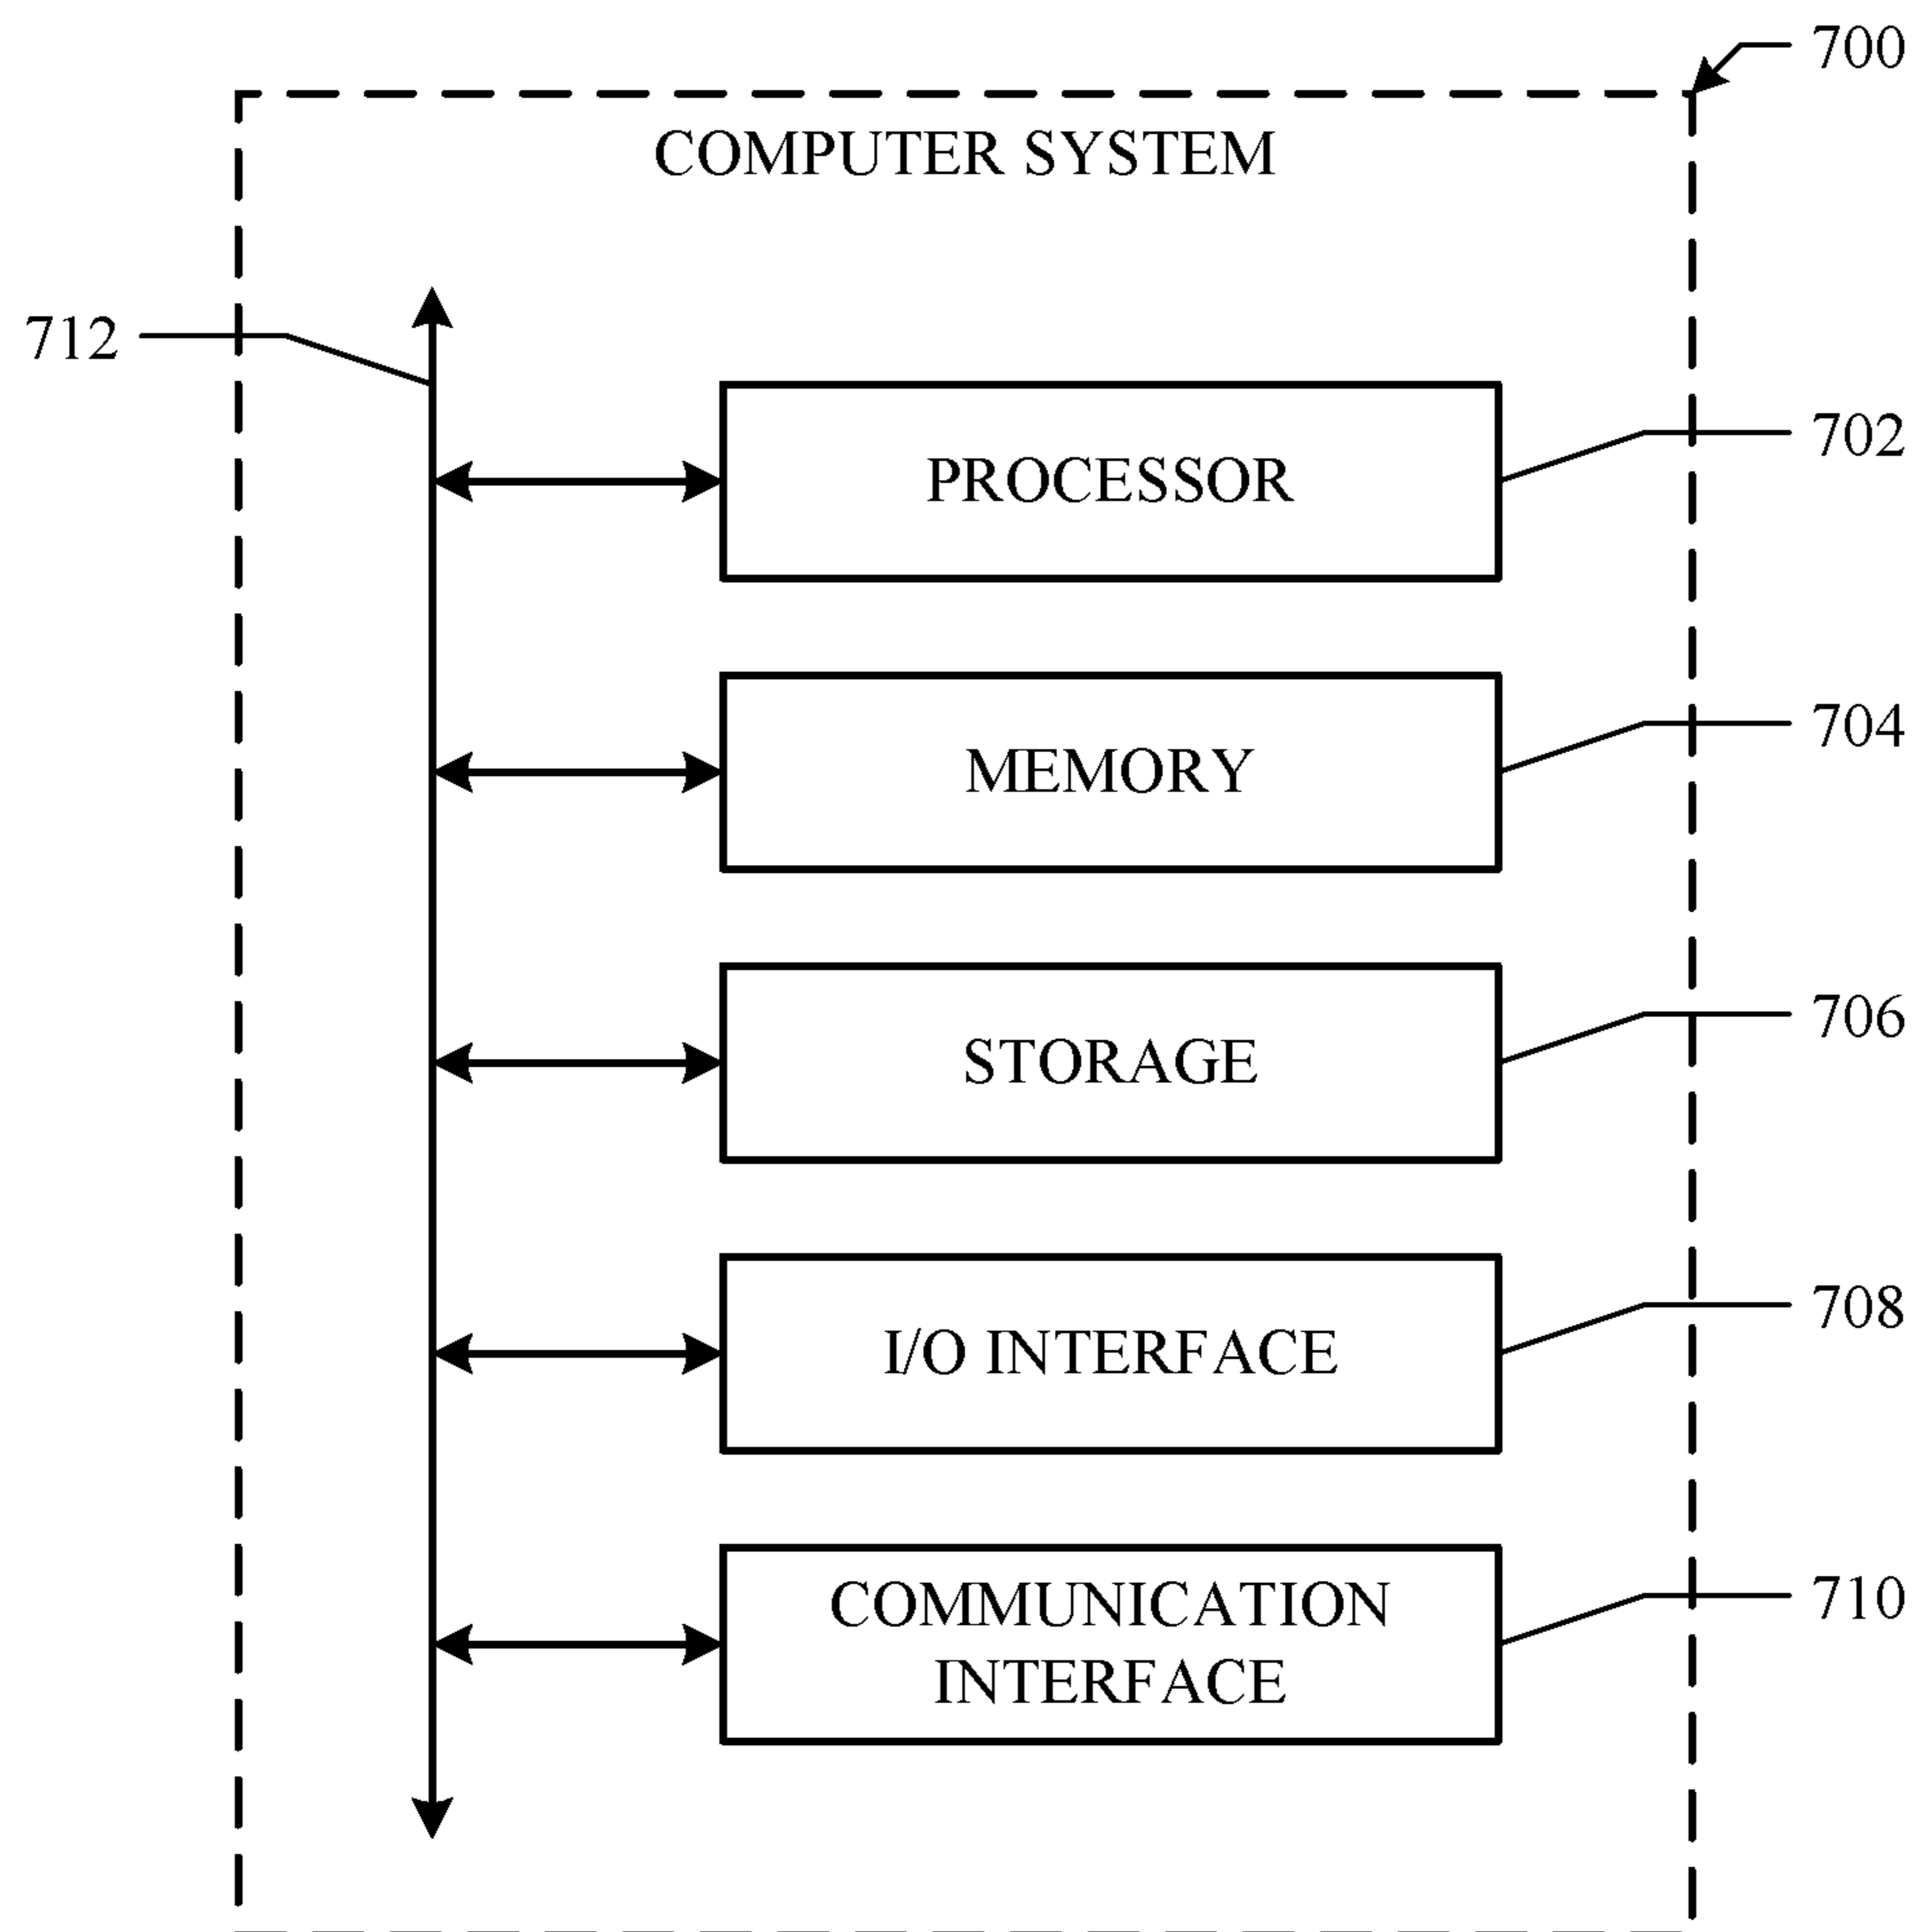 700
COMPUTER SYSTEM
712
702
PROCESSOR
704
MEMORY
706
STORAGE
708
I/O INTERFACE
710
COMMUNICATION
INTERFACE